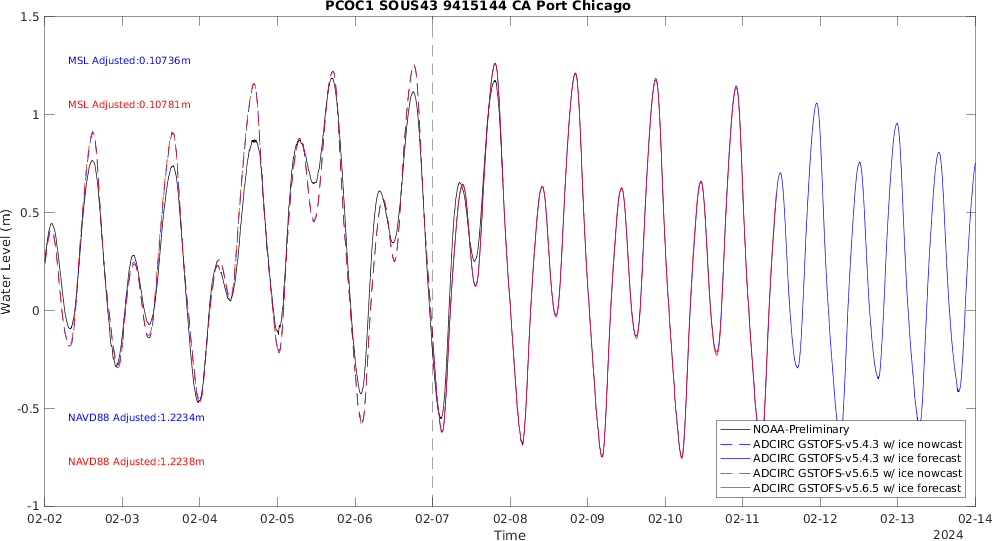 PCOC1 SOUS43 9415144 CA Port Chicago
1.5
1
0.5
0
-0.5
-1
Water Level (m)
MSL Adjusted:0.10736m
MSL Adjusted:0.10781m
NAVD88 Adjusted:1.2234m
NAVD88 Adjusted:1.2238m
NOAA-Preliminary
ADCIRC GSTOFS-v5.4.3 w/ ice nowcast
ADCIRC GSTOFS-v5.4.3 w/ ice forecast
ADCIRC GSTOFS-v5.6.5 w/ ice nowcast
ADCIRC GSTOFS-v5.6.5 w/ ice forecast
02-02 02-03 02-04 02-05 02-06 02-07 02-08 02-09 02-10 02-11 02-12 02-13 02-14
Time
2024